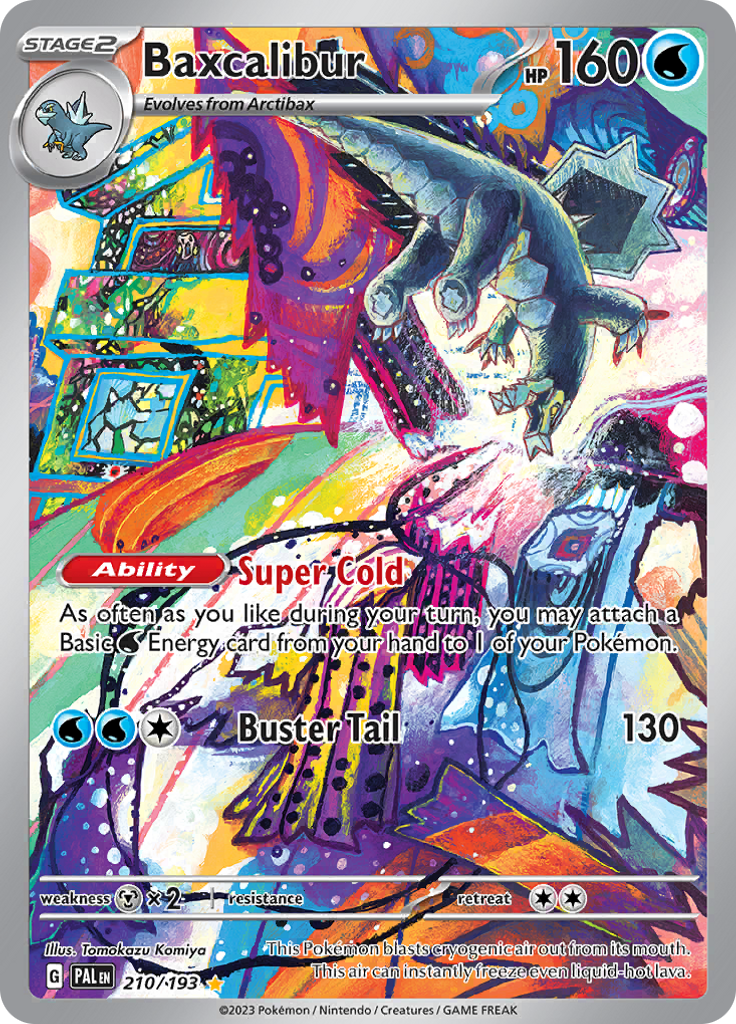 STAGE2
Baxcalibur
HP 160
Evolves from Arctibax
Ability Super Cold
As often as you like during your turn, you may attach a
Basic Energy card from your hand to 1 of your Pokémon.
Buster Tail 130
weakness ×2 resistance retreat
Illus. Tomokazu Komiya
This Pokémon blasts cryogenic air out from its mouth.
This air can instantly freeze even liquid-hot lava.
G PAL EN 210/193
©2023 Pokémon / Nintendo / Creatures / GAME FREAK